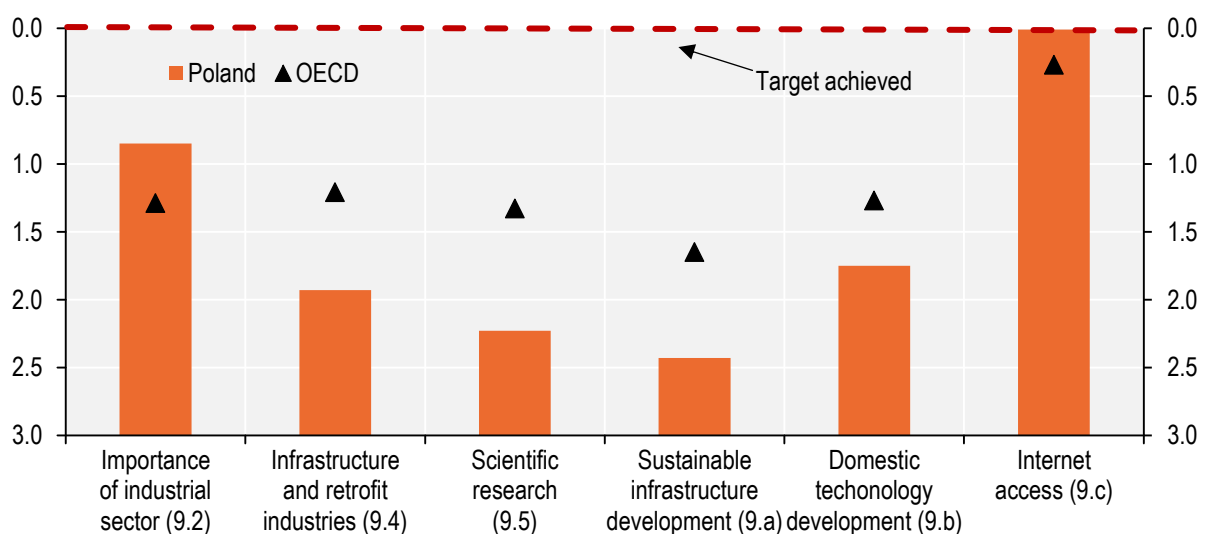 0.0
0.5
1.0
1.5
2.0
2.5
3.0
Poland
OECD
Target achieved
0.0
0.5
1.0
1.5
2.0
2.5
3.0
Importance
of industrial
sector (9.2)
Infrastructure
and retrofit
industries (9.4)
Scientific
research
(9.5)
Sustainable
infrastructure
development (9.a)
Domestic
techonology
development (9.b)
Internet
access (9.c)